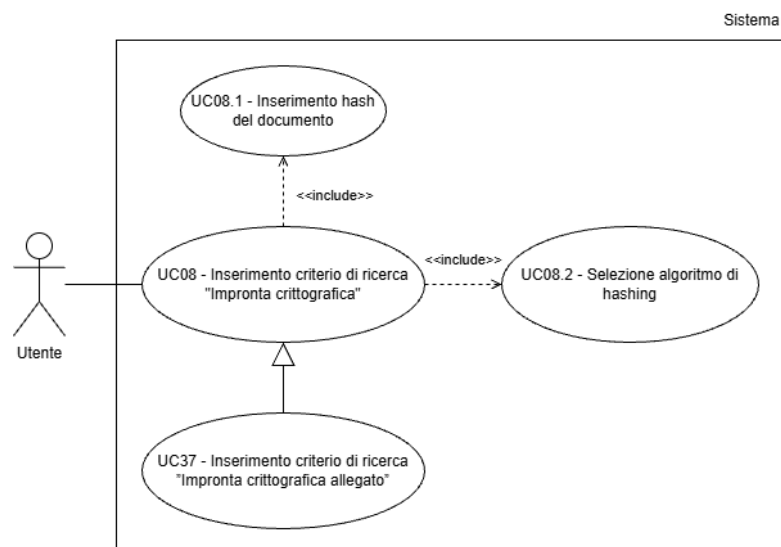 Sistema
UC08.1 - Inserimento hash
del documento
<<include>>
<<include>>
UC08 - Inserimento criterio di ricerca
"Impronta crittografica"
UC08.2 - Selezione algoritmo di
hashing
Utente
UC37 - Inserimento criterio di ricerca
"Impronta crittografica allegato"